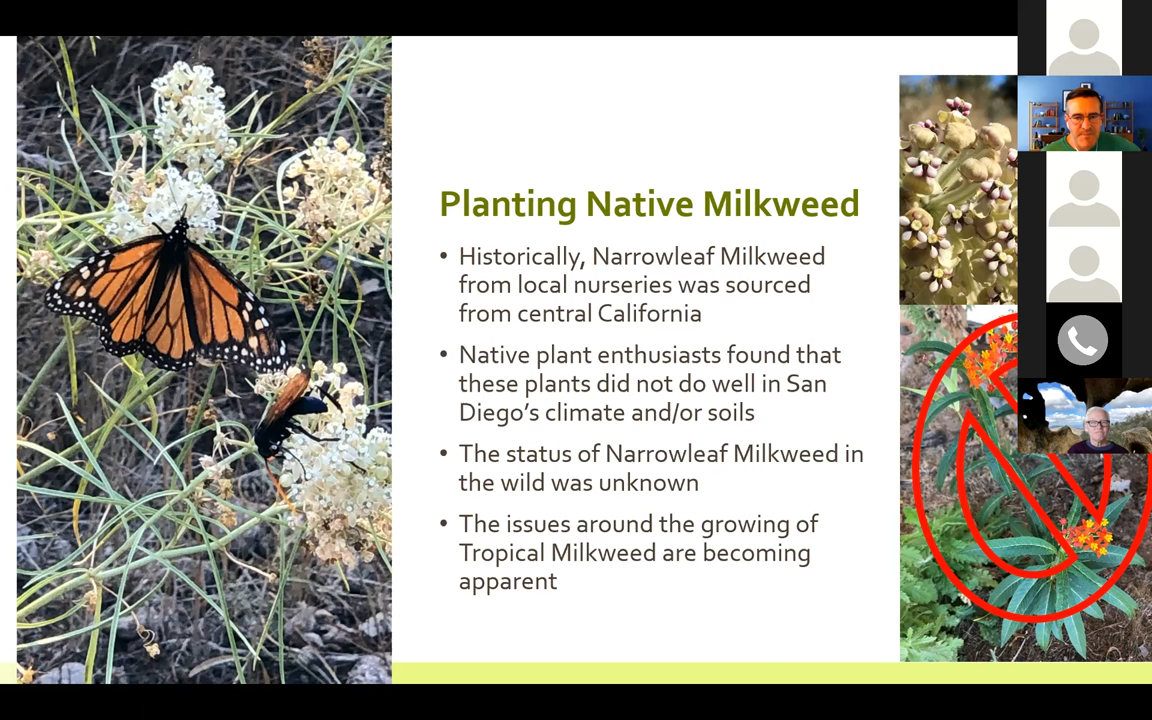 Planting Native Milkweed
• Historically, Narrowleaf Milkweed
from local nurseries was sourced
from central California
• Native plant enthusiasts found that
these plants did not do well in San
Diego's climate and/or soils
• The status of Narrowleaf Milkweed in
the wild was unknown
• The issues around the growing of
Tropical Milkweed are becoming
apparent